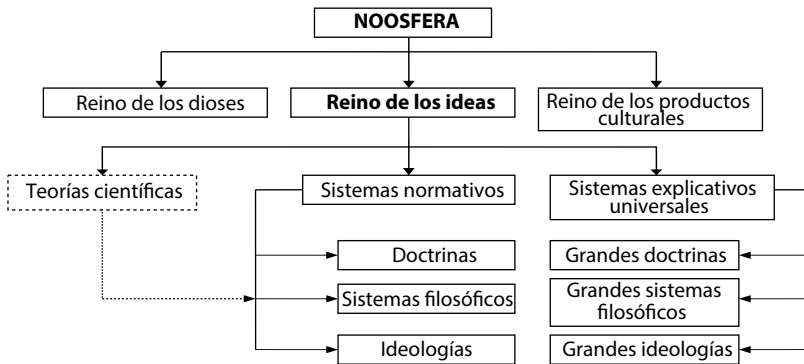 NOOSFERA
Reino de los dioses
Reino de los ideas
Reino de los productos
culturales
Teorías científicas
Sistemas normativos
Sistemas explicativos
universales
Doctrinas
Grandes doctrinas
Sistemas filosóficos
Grandes sistemas
filosóficos
Ideologías
Grandes ideologías